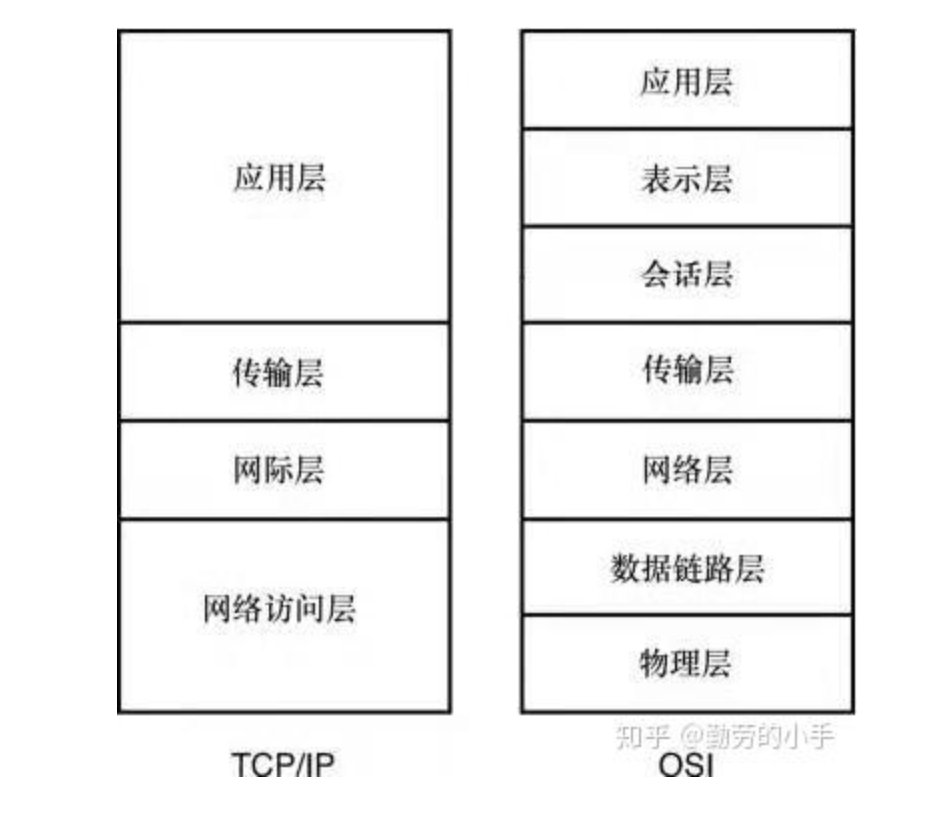 应用层
传输层
网际层
网络访问层
TCP/IP
应用层
表示层
会话层
传输层
网络层
数据链路层
物理层
知乎 @勤劳的小手
OSI